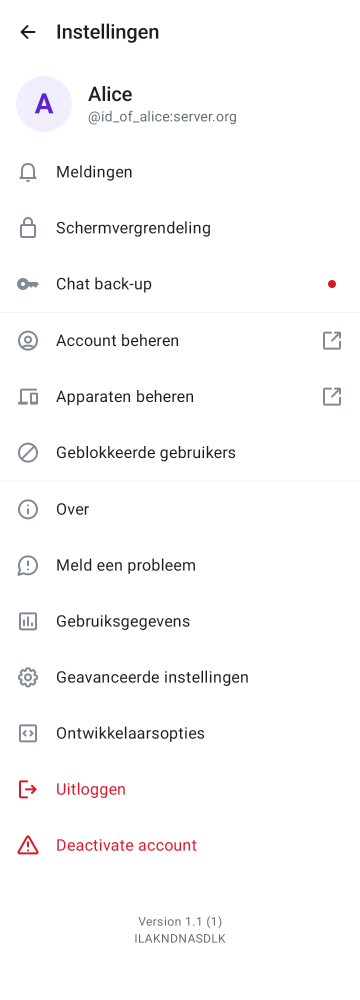 Instellingen
A
Alice
@id_of_alice:server.org
Meldingen
Schermvergrendeling
Chat back-up
Account beheren
Apparaten beheren
Geblokkeerde gebruikers
Over
Meld een probleem
Gebruiksgegevens
Geavanceerde instellingen
Ontwikkelaarsopties
Uitloggen
Deactivate account
Version 1.1 (1)
ILAKNDNASDLK